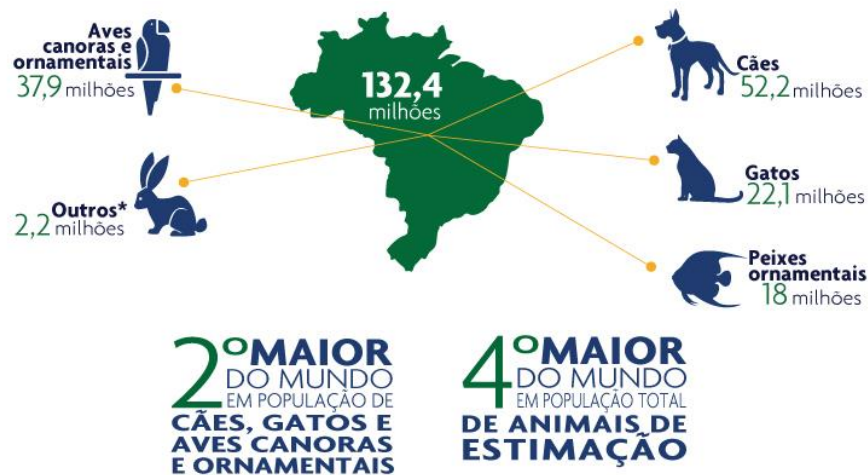 Aves
canoras e
ornamentais
37,9 milhões
Outros*
2,2 milhões
132,4
milhões
Cães
52,2 milhões
Gatos
22,1 milhões
Peixes
ornamentais
18 milhões
2º MAIOR
DO MUNDO
EM POPULAÇÃO DE
CÃES, GATOS E
AVES CANORAS
E ORNAMENTAIS
4º MAIOR
DO MUNDO
EM POPULAÇÃO TOTAL
DE ANIMAIS DE
ESTIMAÇÃO